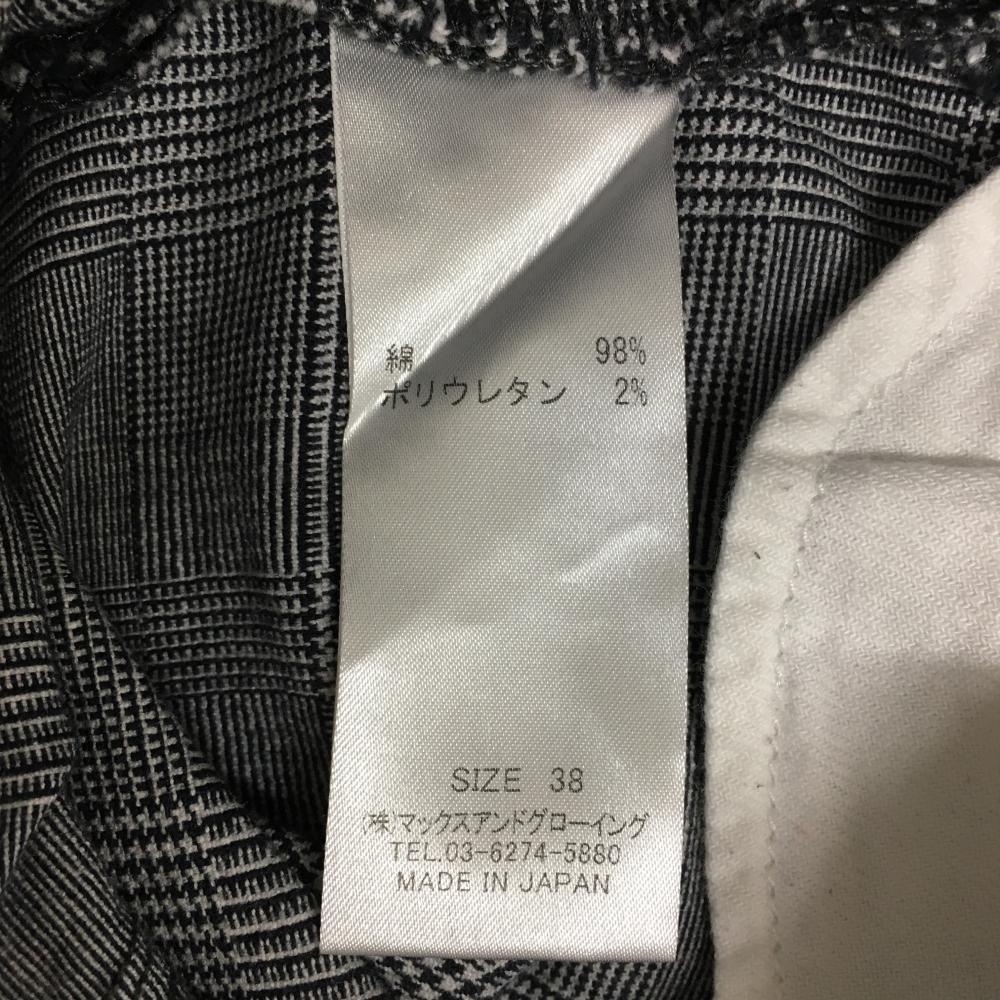 綿 98%
ポリウレタン 2%
SIZE 38
(株)マックスアンドグローイング
TEL.03-6274-5880
MADE IN JAPAN